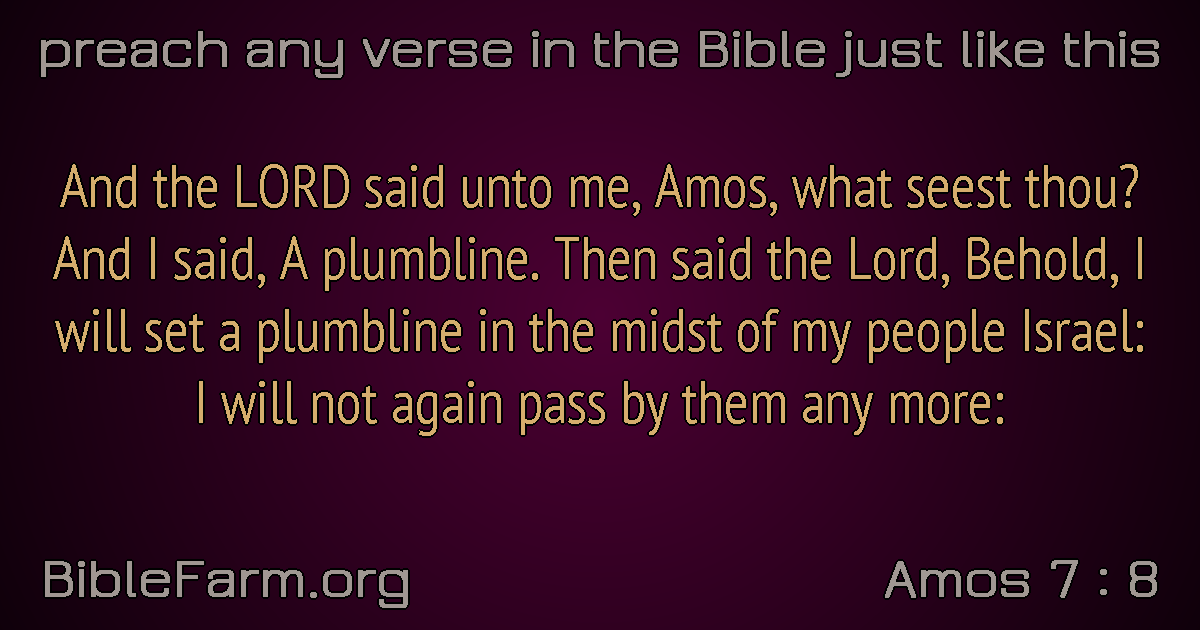 preach any verse in the Bible just like this
And the LORD said unto me, Amos, what seest thou?
And I said, A plumbline. Then said the Lord, Behold, I
will set a plumbline in the midst of my people Israel:
I will not again pass by them any more:
BibleFarm.org
Amos 7 : 8